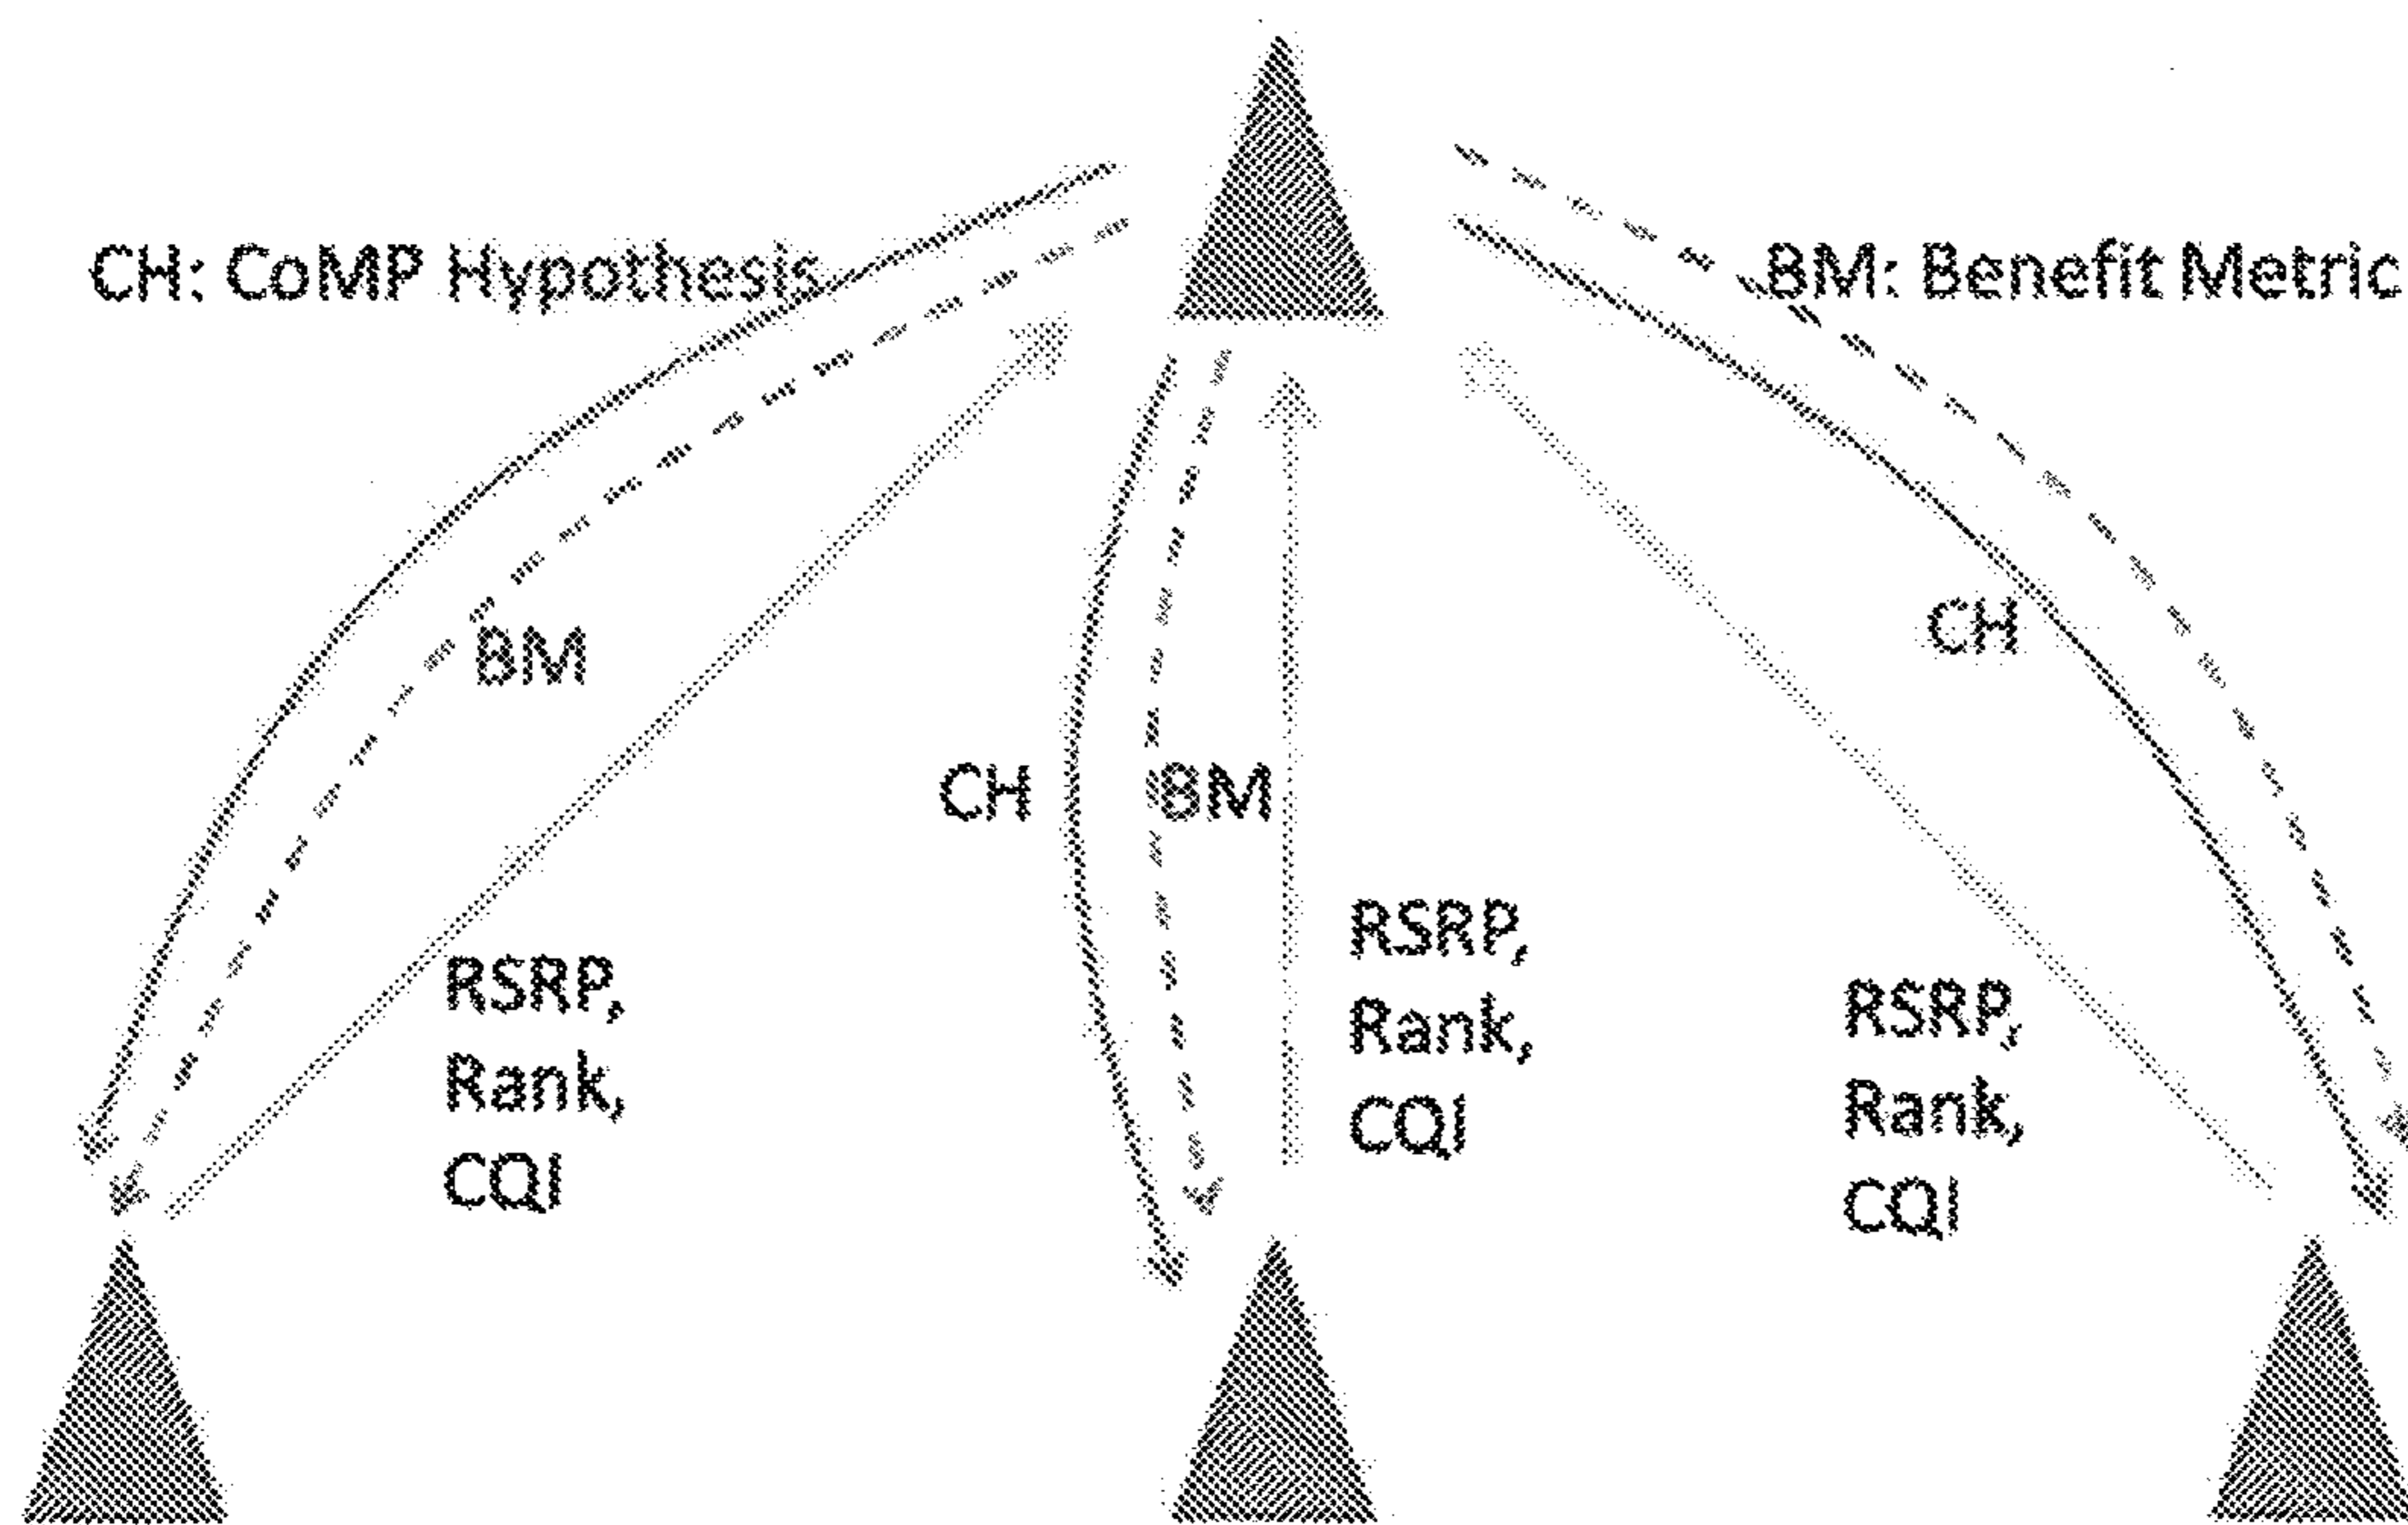 CH: CoMP Hypothesis
BM: Benefit Metric
BM
CH
CH
BM
RSRP,
Rank,
CQI
RSRP,
Rank,
CQI
RSRP,
Rank,
CQI